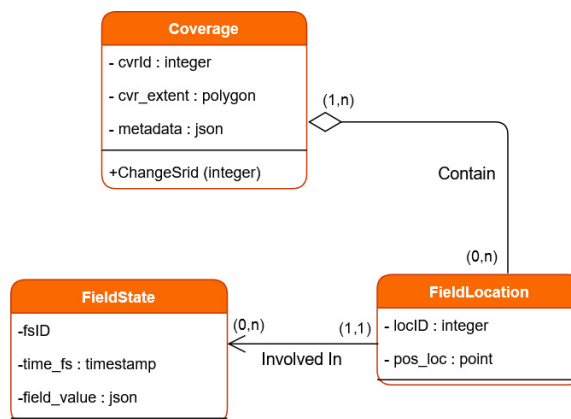 Coverage
- cvrId : integer
- cvr_extent : polygon
- metadata : json
+ChangeSrid (integer)
(1,n)
Contain
(0,n)
FieldLocation
- locID : integer
- pos_loc : point
(1,1)
Involved In
(0,n)
FieldState
-fsID
-time_fs : timestamp
-field_value : json